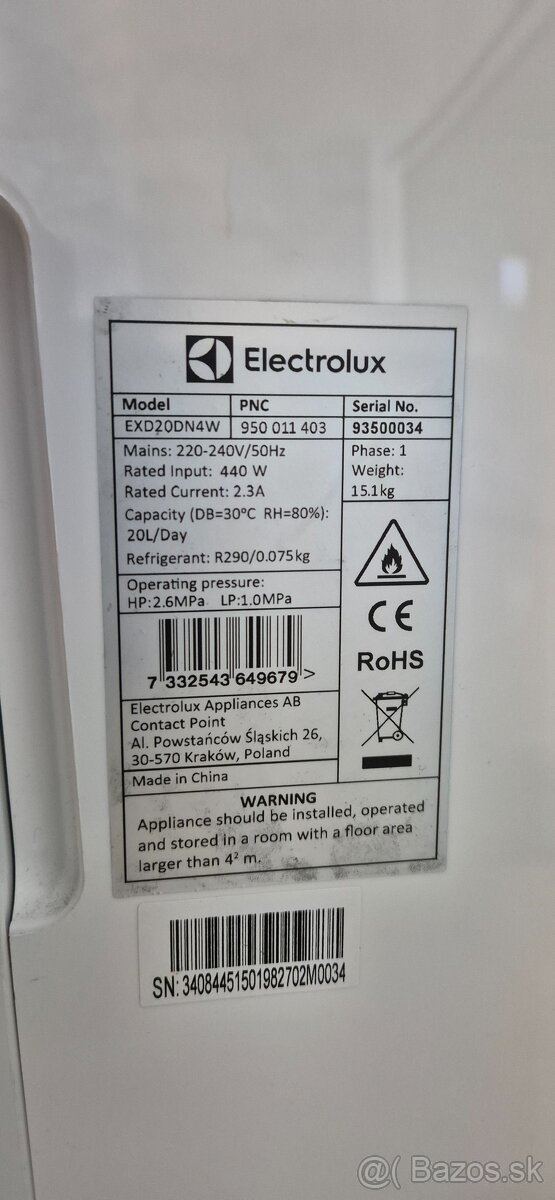 Electrolux
Model PNC Serial No.
EXD20DN4W 950 011 403 93500034
Mains: 220-240V/50Hz
Rated Input: 440 W
Rated Current: 2.3A
Capacity (DB=30°C RH=80%):
20L/Day
Refrigerant: R290/0.075kg
Phase: 1
Weight:
15.1kg
Operating pressure:
HP:2.6MPa LP:1.0MPa
7 332543 649679 >
CE
RoHS
Electrolux Appliances AB
Contact Point
Al. Powstańców Śląskich 26,
30-570 Kraków, Poland
Made in China
WARNING
Appliance should be installed, operated
and stored in a room with a floor area
larger than 4² m.
SN: 34084451501982702M0034
@( Bazos.sk